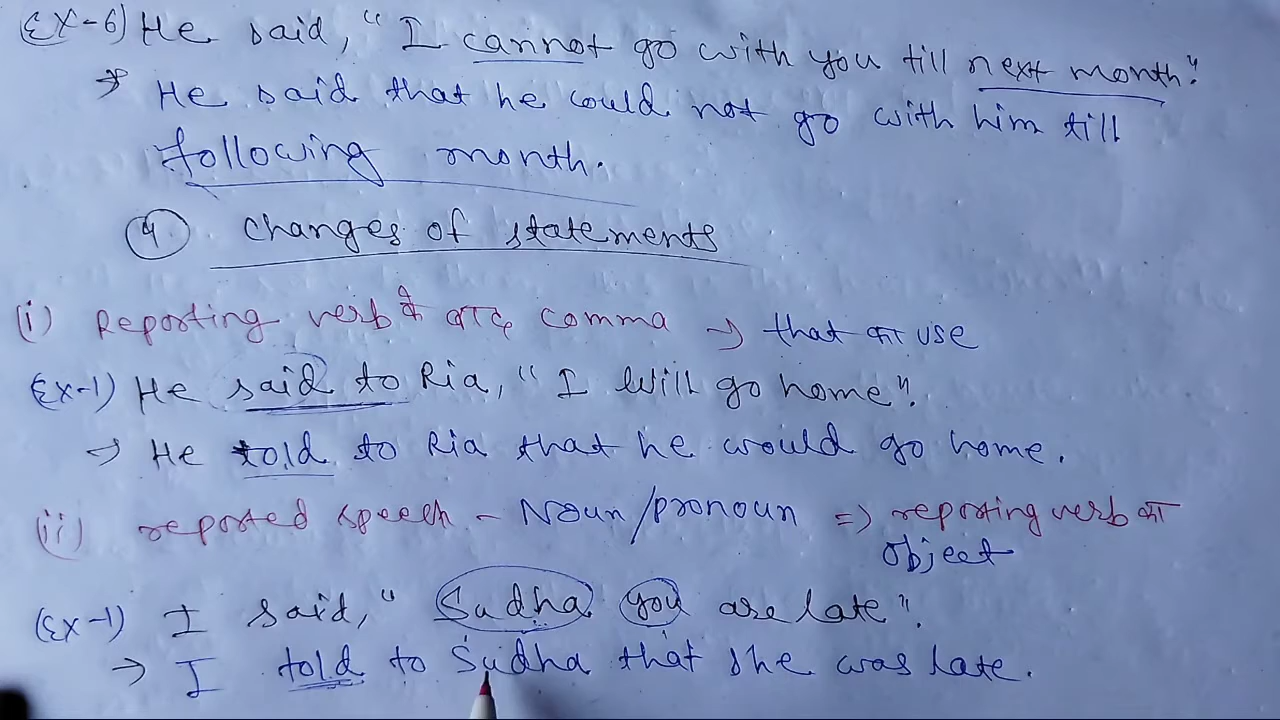 (Ex-6) He said, "I cannot go with you till next month".
→ He said that he could not go with him till
following month.
(4) Changes of statements
(i) Reporting verb के बाद comma → that का use
(Ex-1) He said to Ria, "I will go home".
→ He told to Ria that he would go home.
(ii) reported speech - Noun/pronoun => reporting verb का
object
(Ex-1) I said, "Sudha you are late".
→ I told to Sudha that she was late.